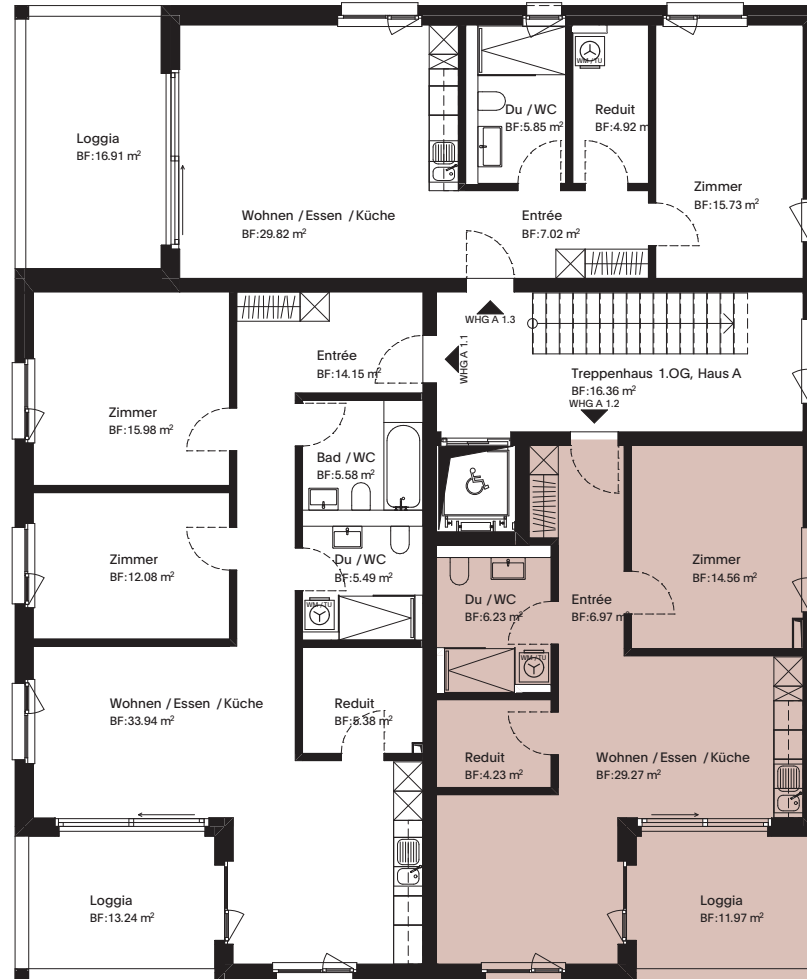 Loggia
BF:16.91 m²
Wohnen / Essen / Küche
BF:29.82 m²
Du / WC
BF:5.85 m²
WM / TU
Reduit
BF:4.92 m²
Zimmer
BF:15.73 m²
Entrée
BF:7.02 m²
WHG A 1.3
WHG A 1.1
Treppenhaus 1.OG, Haus A
BF:16.36 m²
WHG A 1.2
Entrée
BF:14.15 m²
Zimmer
BF:15.98 m²
Bad / WC
BF:5.58 m²
Zimmer
BF:12.08 m²
Du / WC
BF:5.49 m²
WM / TU
Zimmer
BF:14.56 m²
Du / WC
BF:6.23 m²
Entrée
BF:6.97 m²
WM / TU
Wohnen / Essen / Küche
BF:33.94 m²
Reduit
BF:5.38 m²
Reduit
BF:4.23 m²
Wohnen / Essen / Küche
BF:29.27 m²
Loggia
BF:13.24 m²
Loggia
BF:11.97 m²